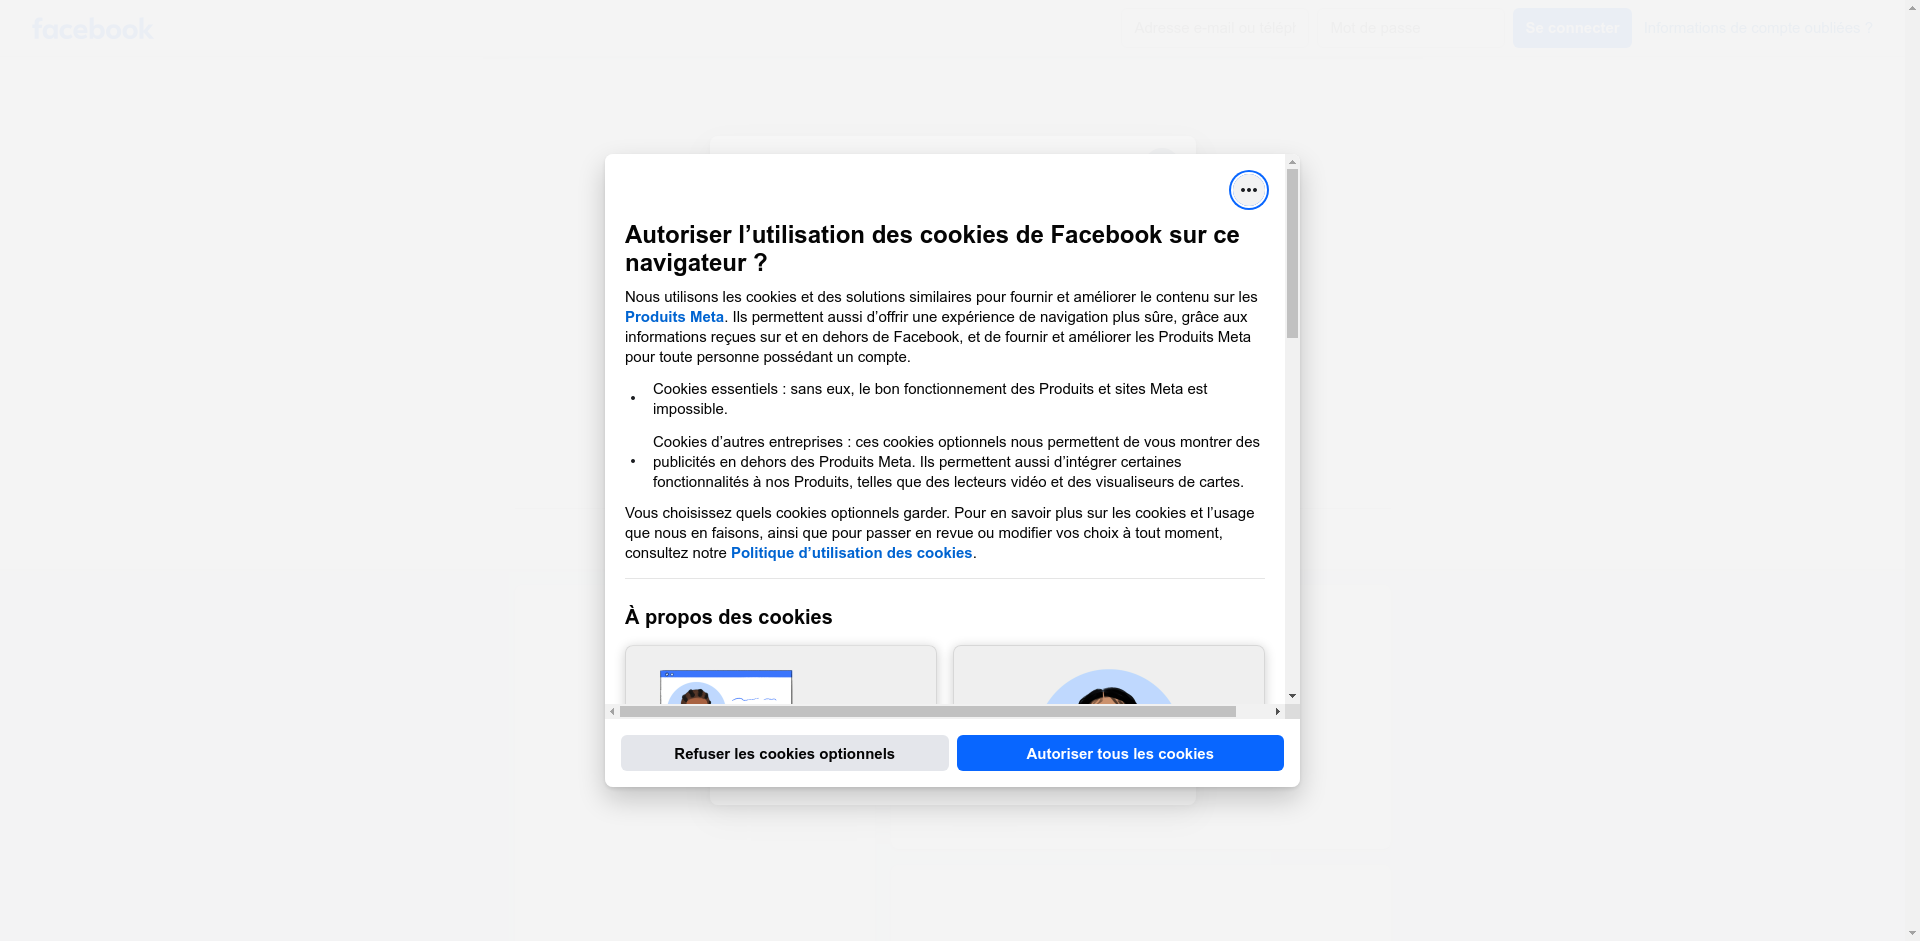 facebook
Adresse e-mail ou télép
Mot de passe
Se connecter
Informations de compte oubliées ?
Autoriser l’utilisation des cookies de Facebook sur ce
navigateur ?
Nous utilisons les cookies et des solutions similaires pour fournir et améliorer le contenu sur les
Produits Meta. Ils permettent aussi d’offrir une expérience de navigation plus sûre, grâce aux
informations reçues sur et en dehors de Facebook, et de fournir et améliorer les Produits Meta
pour toute personne possédant un compte.
• Cookies essentiels : sans eux, le bon fonctionnement des Produits et sites Meta est
impossible.
• Cookies d’autres entreprises : ces cookies optionnels nous permettent de vous montrer des
publicités en dehors des Produits Meta. Ils permettent aussi d’intégrer certaines
fonctionnalités à nos Produits, telles que des lecteurs vidéo et des visualiseurs de cartes.
Vous choisissez quels cookies optionnels garder. Pour en savoir plus sur les cookies et l’usage
que nous en faisons, ainsi que pour passer en revue ou modifier vos choix à tout moment,
consultez notre Politique d’utilisation des cookies.
À propos des cookies
Refuser les cookies optionnels
Autoriser tous les cookies